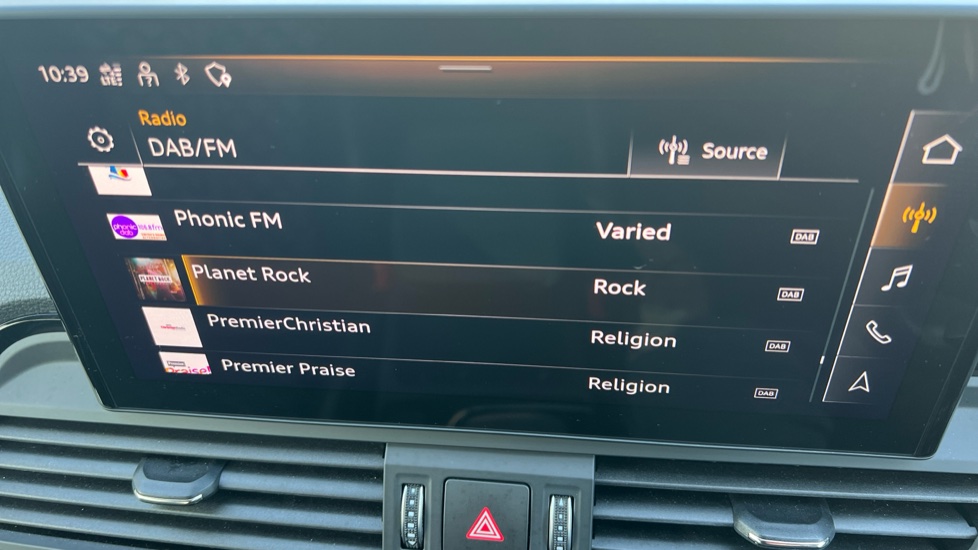 10:39 LTE
Radio
DAB/FM
Source
Phonic FM Varied DAB
Planet Rock Rock DAB
PremierChristian Religion DAB
Premier Praise Religion DAB